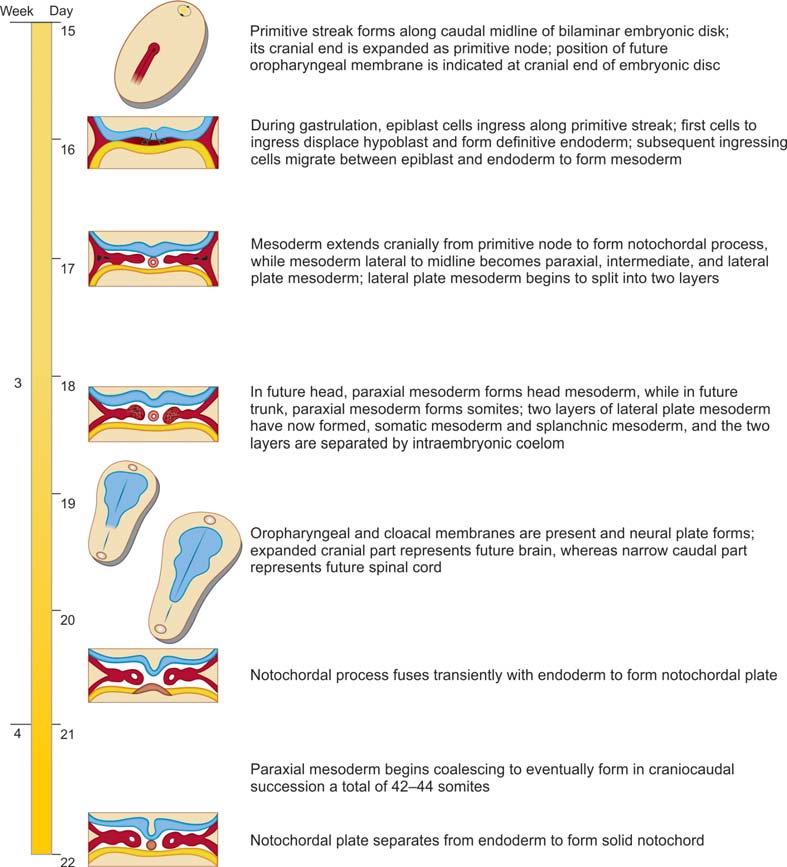 Week Day
15
Primitive streak forms along caudal midline of bilaminar embryonic disk;
its cranial end is expanded as primitive node; position of future
oropharyngeal membrane is indicated at cranial end of embryonic disc
During gastrulation, epiblast cells ingress along primitive streak; first cells to
ingress displace hypoblast and form definitive endoderm; subsequent ingressing
cells migrate between epiblast and endoderm to form mesoderm
16
Mesoderm extends cranially from primitive node to form notochordal process,
while mesoderm lateral to midline becomes paraxial, intermediate, and lateral
plate mesoderm; lateral plate mesoderm begins to split into two layers
17
3
18
In future head, paraxial mesoderm forms head mesoderm, while in future
trunk, paraxial mesoderm forms somites; two layers of lateral plate mesoderm
have now formed, somatic mesoderm and splanchnic mesoderm, and the two
layers are separated by intraembryonic coelom
19
Oropharyngeal and cloacal membranes are present and neural plate forms;
expanded cranial part represents future brain, whereas narrow caudal part
represents future spinal cord
20
Notochordal process fuses transiently with endoderm to form notochordal plate
4
21
Paraxial mesoderm begins coalescing to eventually form in craniocaudal
succession a total of 42–44 somites
Notochordal plate separates from endoderm to form solid notochord
22